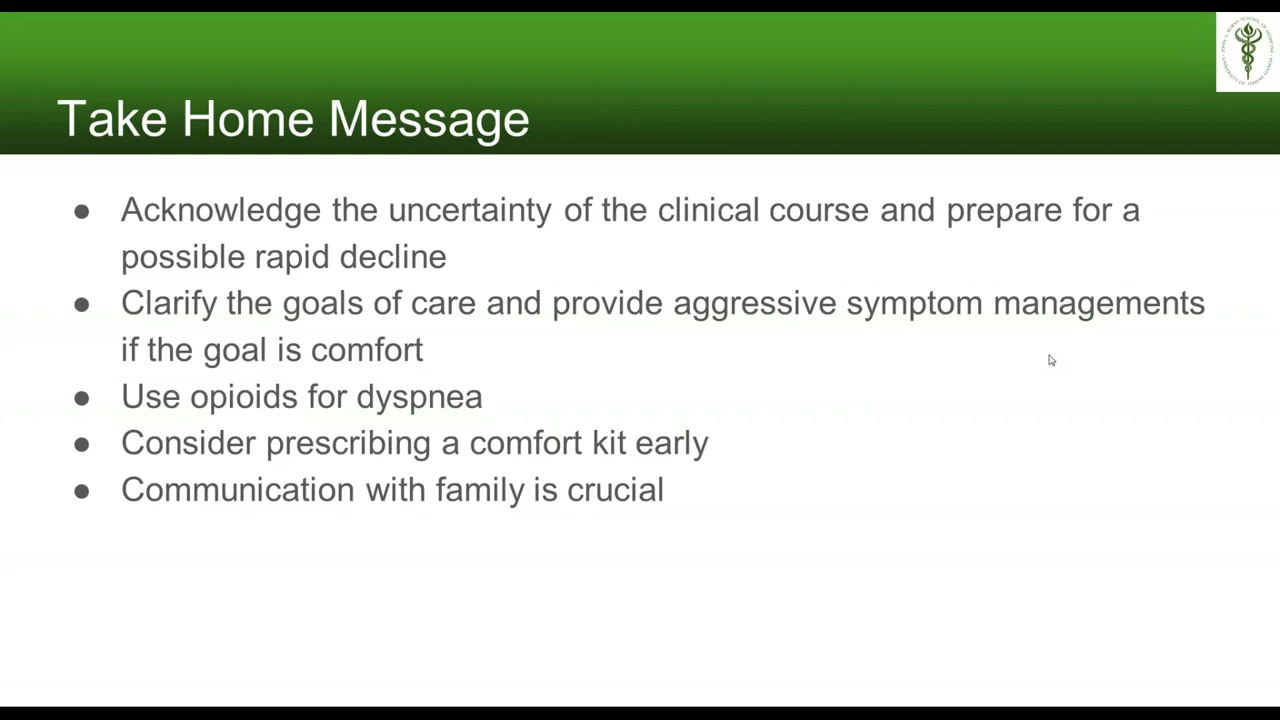 Take Home Message
● Acknowledge the uncertainty of the clinical course and prepare for a
possible rapid decline
● Clarify the goals of care and provide aggressive symptom managements
if the goal is comfort
● Use opioids for dyspnea
● Consider prescribing a comfort kit early
● Communication with family is crucial